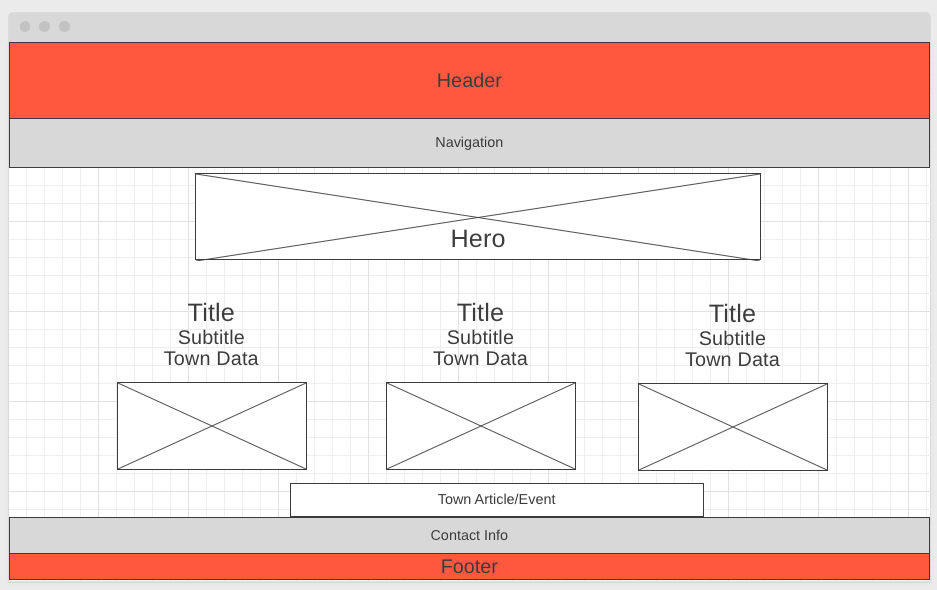 Header
Navigation
Hero
Title
Subtitle
Town Data
Title
Subtitle
Town Data
Title
Subtitle
Town Data
Town Article/Event
Contact Info
Footer